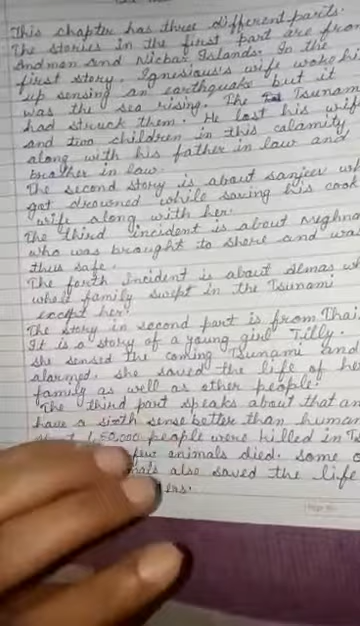 This chapter has three different parts.
The stories in the first part are from
Andman and Nicbar Islands. In the
first story. Ignesious's wife woke hi
up sensing an earthquake but it
was the sea rising. The Tsunam
had struck them. He lost his wife
and two children in this calamity
along with his father in law and
brother in law.
The second story is about sanjeev wh
got drowned while saving his cook
wife along with her.
The third incident is about meghna
who was brought to shore and was
thus safe.
The forth incident is about Almas wh
whole family swept in the Tsunami
except her.
The story in second part is from Thai
It is a story of a young girl Tilly.
she sensed the coming Tsunami and
alarmed. she saved the life of her
family as well as other people.
The third part speaks about that an
have a sixth sense better than human
1,50,000 people were killed in Ts
few animals died. some o
also saved the life